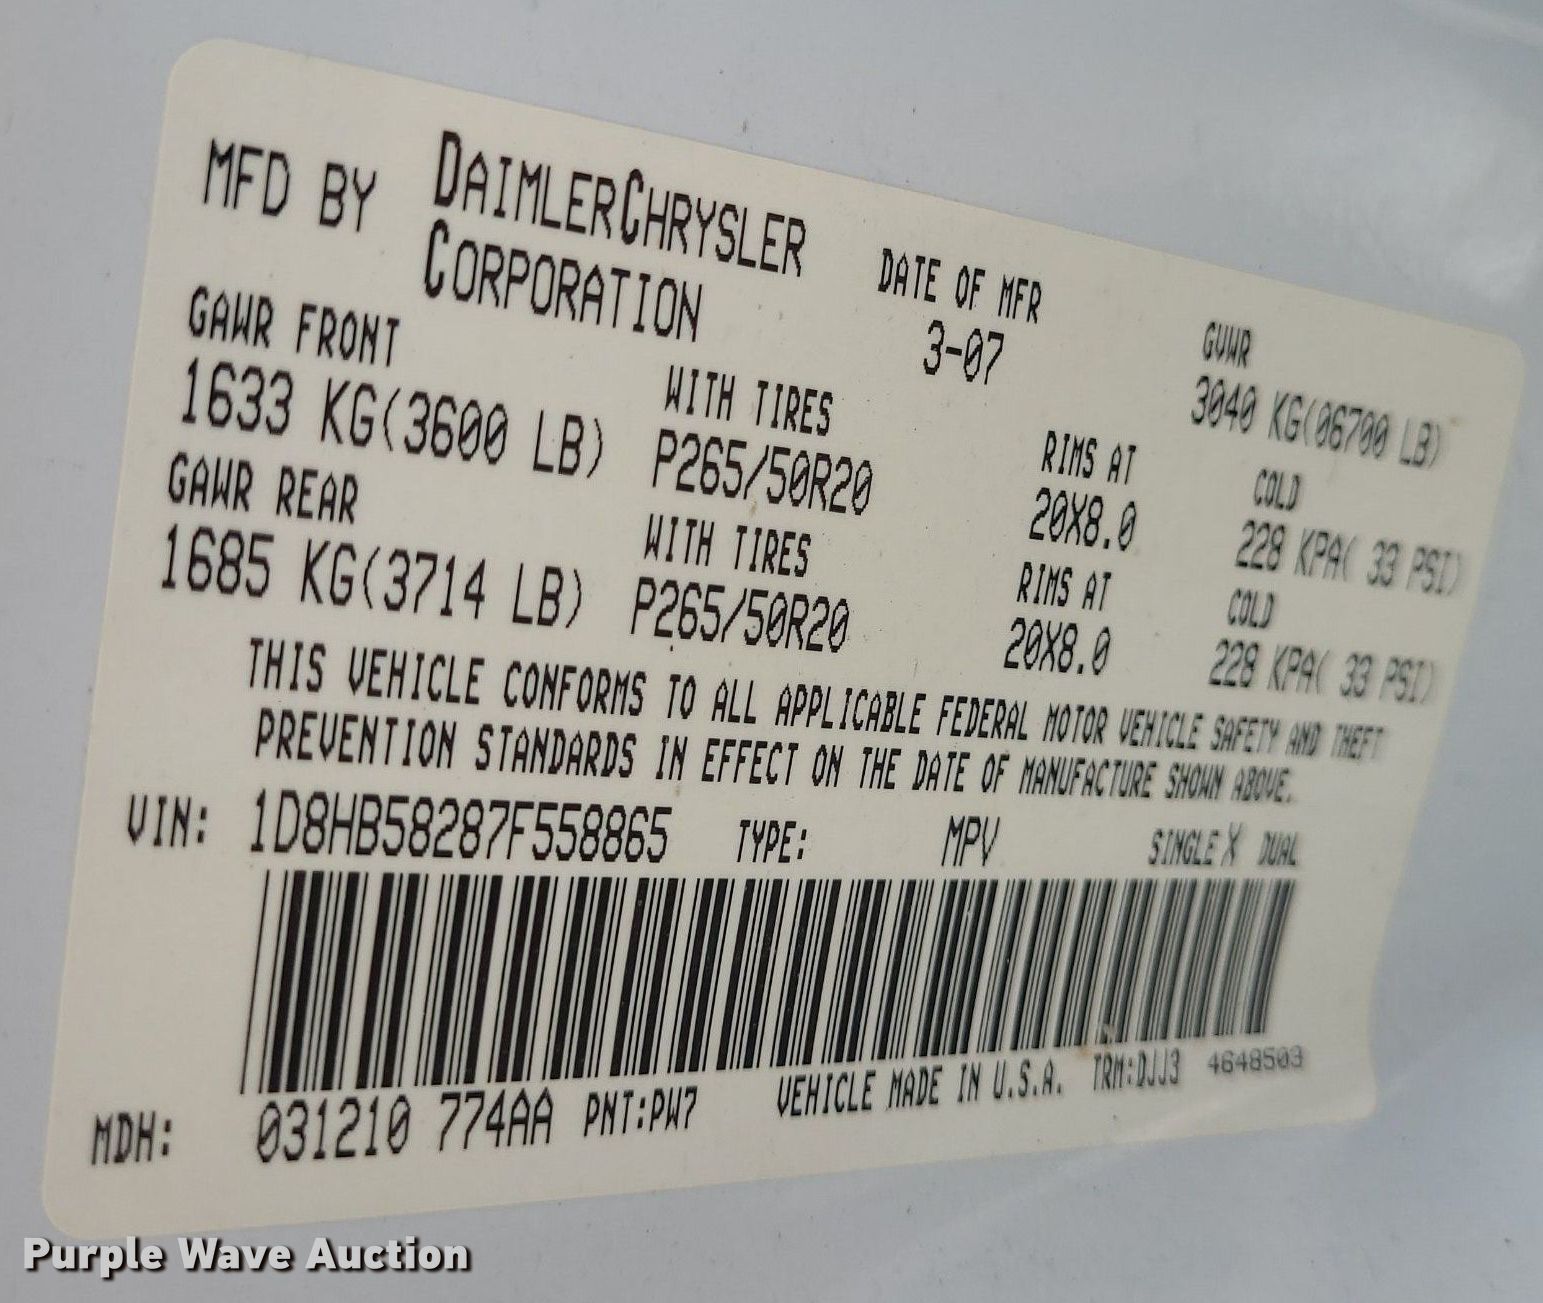 MFD BY DAIMLERCHRYSLER
CORPORATION
DATE OF MFR
3-07
GVWR
3040 KG(06700 LB)
GAWR FRONT
1633 KG(3600 LB)
WITH TIRES
P265/50R20
RIMS AT
20X8.0
COLD
228 KPA( 33 PSI)
GAWR REAR
1685 KG(3714 LB)
WITH TIRES
P265/50R20
RIMS AT
20X8.0
COLD
228 KPA( 33 PSI)
THIS VEHICLE CONFORMS TO ALL APPLICABLE FEDERAL MOTOR VEHICLE SAFETY AND THEFT
PREVENTION STANDARDS IN EFFECT ON THE DATE OF MANUFACTURE SHOWN ABOVE.
VIN: 1D8HB58287F558865 TYPE: MPV SINGLE X DUAL
MDH: 031210 774AA PNT:PW7 VEHICLE MADE IN U.S.A. TRM:DJJ3 4648503
Purple Wave Auction